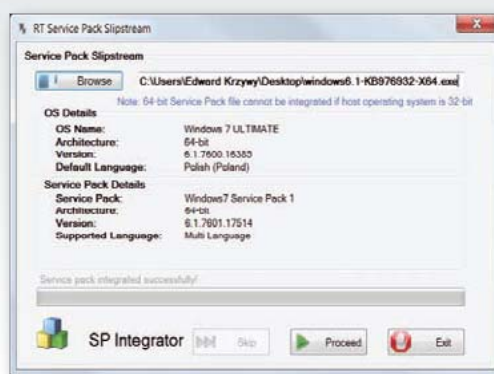 RT Service Pack Slipstream
Service Pack Slipstream
Browse C:\Users\Edward Krzywy\Desktop\windows6.1-KB976932-X64.exe
Note: 64-bit Service Pack file cannot be integrated if host operating system is 32-bit
OS Details
OS Name: Windows 7 ULTIMATE
Architecture: 64-bit
Version: 6.1.7600.16385
Default Language: Polish (Poland)
Service Pack Details
Service Pack: Windows7 Service Pack 1
Architecture: 64-bit
Version: 6.1.7601.17514
Supported Language: Multi Language
Service pack integrated successfully!
SP Integrator Skip Proceed Exit